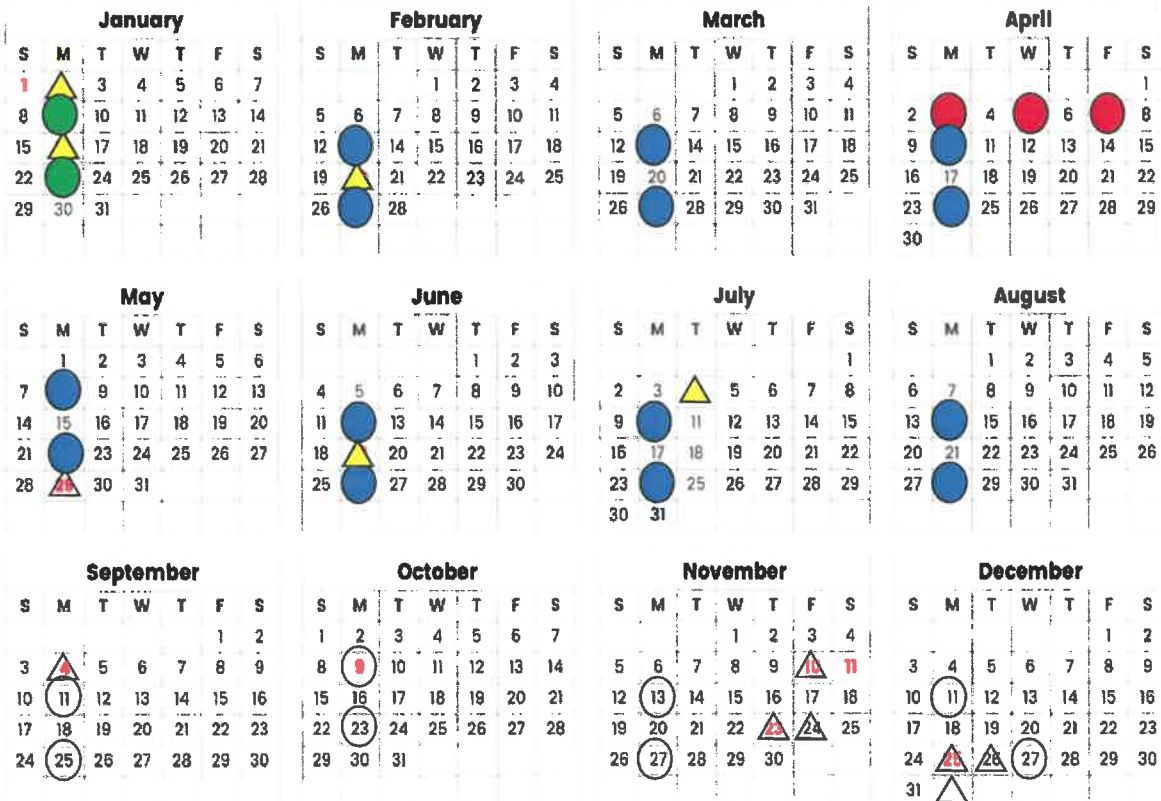 January
S M T W T F S
1 3 4 5 6 7
8 10 11 12 13 14
15 17 18 19 20 21
22 24 25 26 27 28
29 30 31
February
S M T W T F S
1 2 3 4
5 6 7 8 9 10 11
12 14 15 16 17 18
19 21 22 23 24 25
26 28
March
S M T W T F S
1 2 3 4
5 6 7 8 9 10 11
12 14 15 16 17 18
19 20 21 22 23 24 25
26 28 29 30 31
April
S M T W T F S
1
2 4 6 8
9 11 12 13 14 15
16 17 18 19 20 21 22
23 25 26 27 28 29
30
May
S M T W T F S
1 2 3 4 5 6
7 9 10 11 12 13
14 15 16 17 18 19 20
21 23 24 25 26 27
28 29 30 31
June
S M T W T F S
1 2 3
4 5 6 7 8 9 10
11 13 14 15 16 17
18 20 21 22 23 24
25 27 28 29 30
July
S M T W T F S
1
2 3 5 6 7 8
9 11 12 13 14 15
16 17 18 19 20 21 22
23 25 26 27 28 29
30 31
August
S M T W T F S
1 2 3 4 5
6 7 8 9 10 11 12
13 15 16 17 18 19
20 21 22 23 24 25 26
27 29 30 31
September
S M T W T F S
1 2
3 4 5 6 7 8 9
10 11 12 13 14 15 16
17 18 19 20 21 22 23
24 25 26 27 28 29 30
October
S M T W T F S
1 2 3 4 5 6 7
8 9 10 11 12 13 14
15 16 17 18 19 20 21
22 23 24 25 26 27 28
29 30 31
November
S M T W T F S
1 2 3 4
5 6 7 8 9 10 11
12 13 14 15 16 17 18
19 20 21 22 23 24 25
26 27 28 29 30
December
S M T W T F S
1 2
3 4 5 6 7 8 9
10 11 12 13 14 15 16
17 18 19 20 21 22 23
24 25 26 27 28 29 30
31